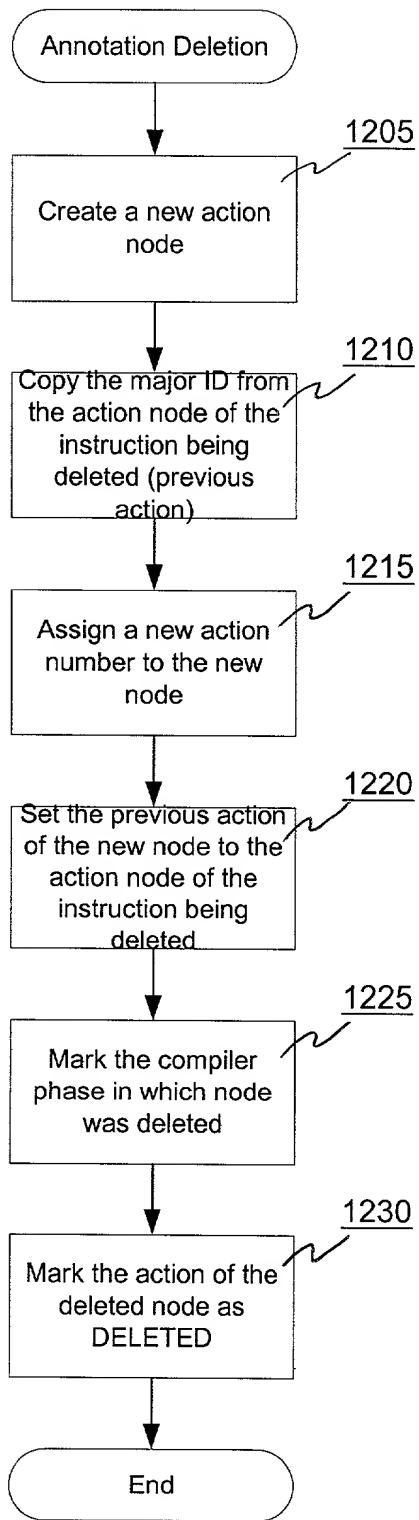 Annotation Deletion
1205
Create a new action
node
1210
Copy the major ID from
the action node of the
instruction being
deleted (previous
action)
1215
Assign a new action
number to the new
node
1220
Set the previous action
of the new node to the
action node of the
instruction being
deleted
1225
Mark the compiler
phase in which node
was deleted
1230
Mark the action of the
deleted node as
DELETED
End